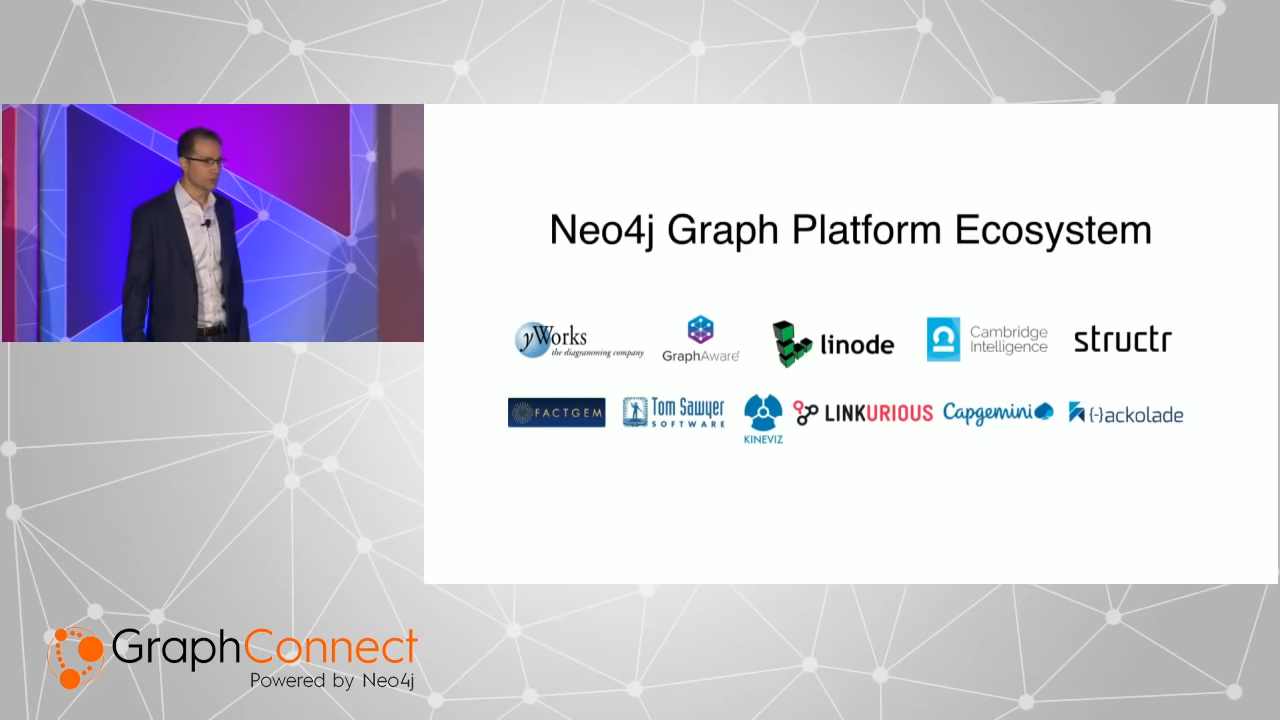 Neo4j Graph Platform Ecosystem
yWorks
the diagramming company
GraphAware
linode
Cambridge
Intelligence
structr
FACTGEM
Tom Sawyer
SOFTWARE
KINEVIZ
LINKURIOUS
Capgemini
{-}ackolade
GraphConnect
Powered by Neo4j